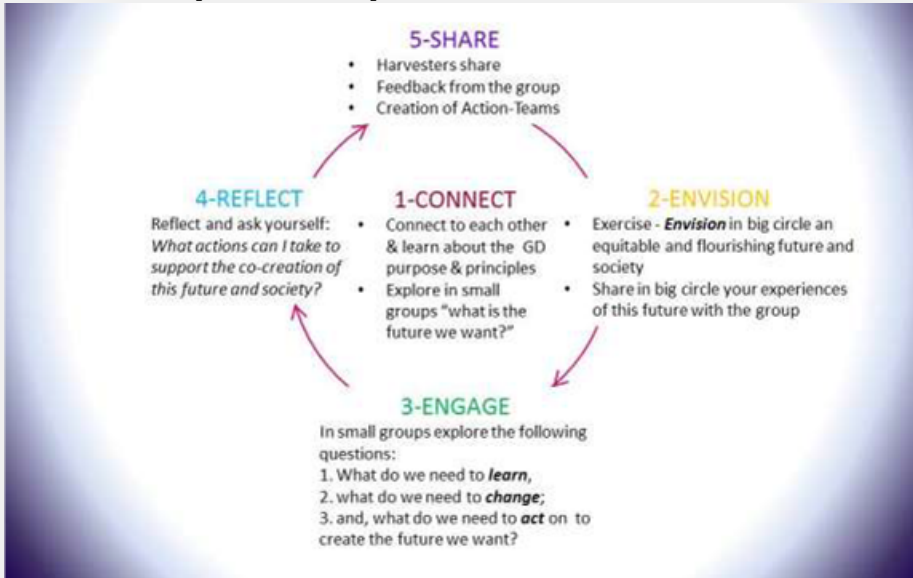 5-SHARE
• Harvesters share
• Feedback from the group
• Creation of Action-Teams
4-REFLECT
Reflect and ask yourself:
What actions can I take to
support the co-creation of
this future and society?
1-CONNECT
• Connect to each other
& learn about the GD
purpose & principles
• Explore in small
groups “what is the
future we want?”
2-ENVISION
• Exercise - Envision in big circle an
equitable and flourishing future and
society
• Share in big circle your experiences
of this future with the group
3-ENGAGE
In small groups explore the following
questions:
1. What do we need to learn,
2. what do we need to change;
3. and, what do we need to act on to
create the future we want?